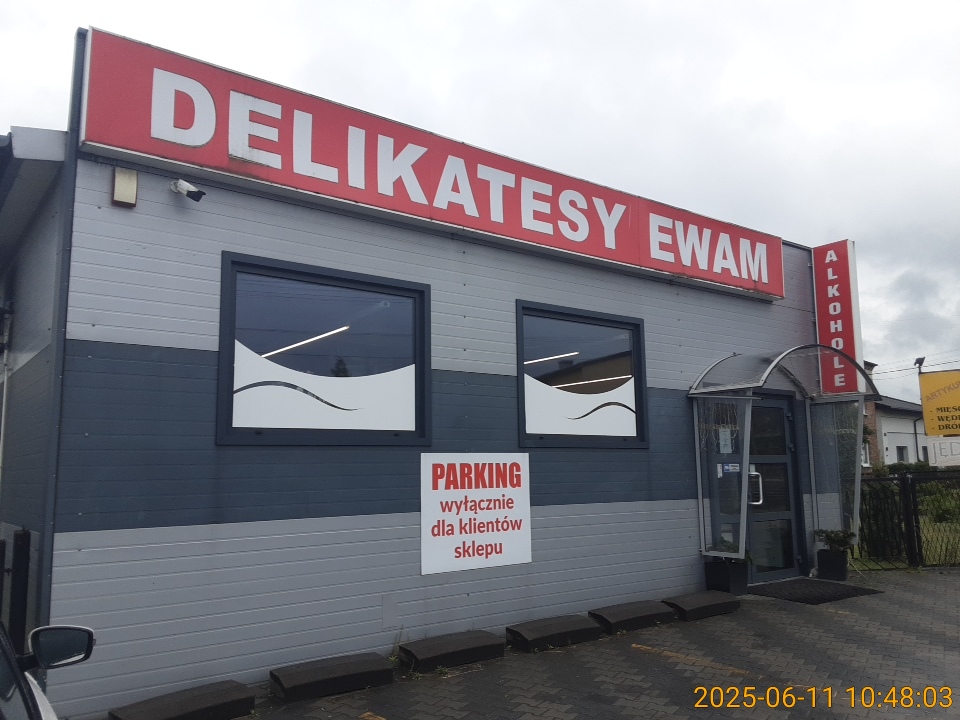 DELIKATESY EWAM
ALKOHOLE
PARKING
wyłącznie
dla klientów
sklepu
2025-06-11 10:48:03